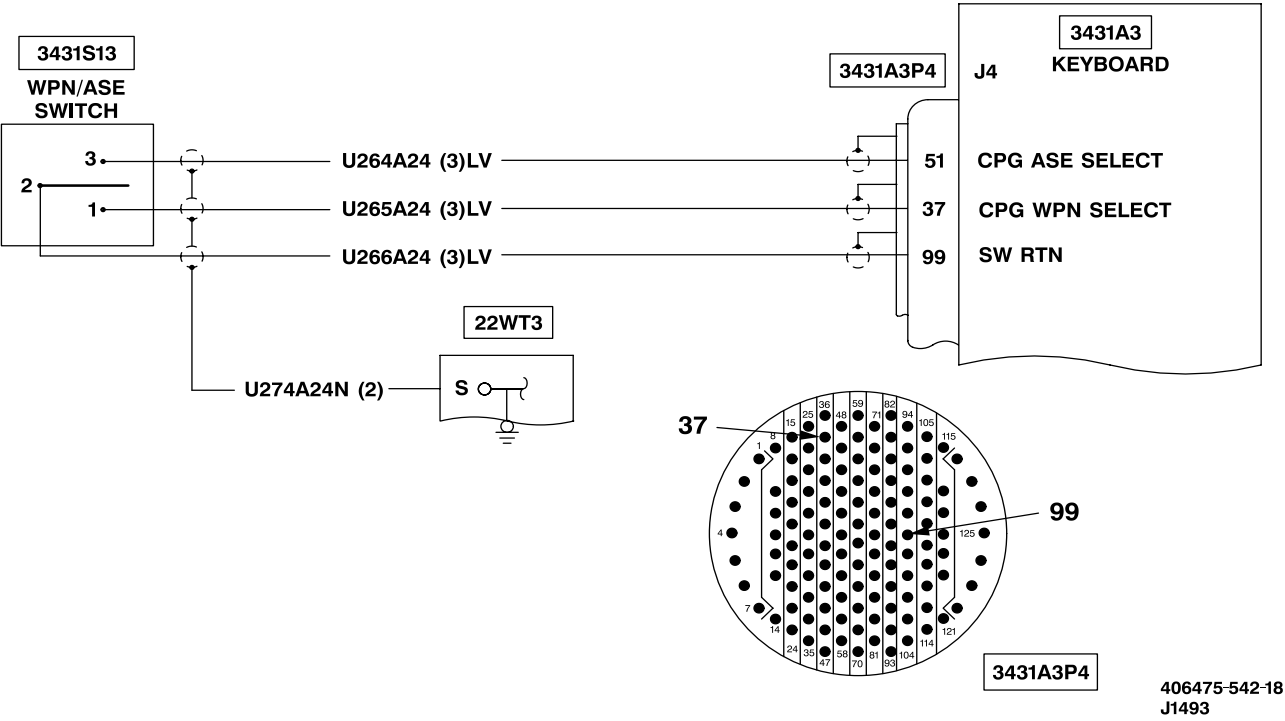 3431S13
WPN/ASE
SWITCH
3
2
1
U264A24 (3)LV
U265A24 (3)LV
U266A24 (3)LV
3431A3P4
J4
3431A3
KEYBOARD
51 CPG ASE SELECT
37 CPG WPN SELECT
99 SW RTN
22WT3
U274A24N (2)
S
37
99
1 8 15 25 36 48 59 71 82 94 105 115
4 125
7 14 24 35 47 58 70 81 93 104 114 121
3431A3P4
406475-542-18
J1493